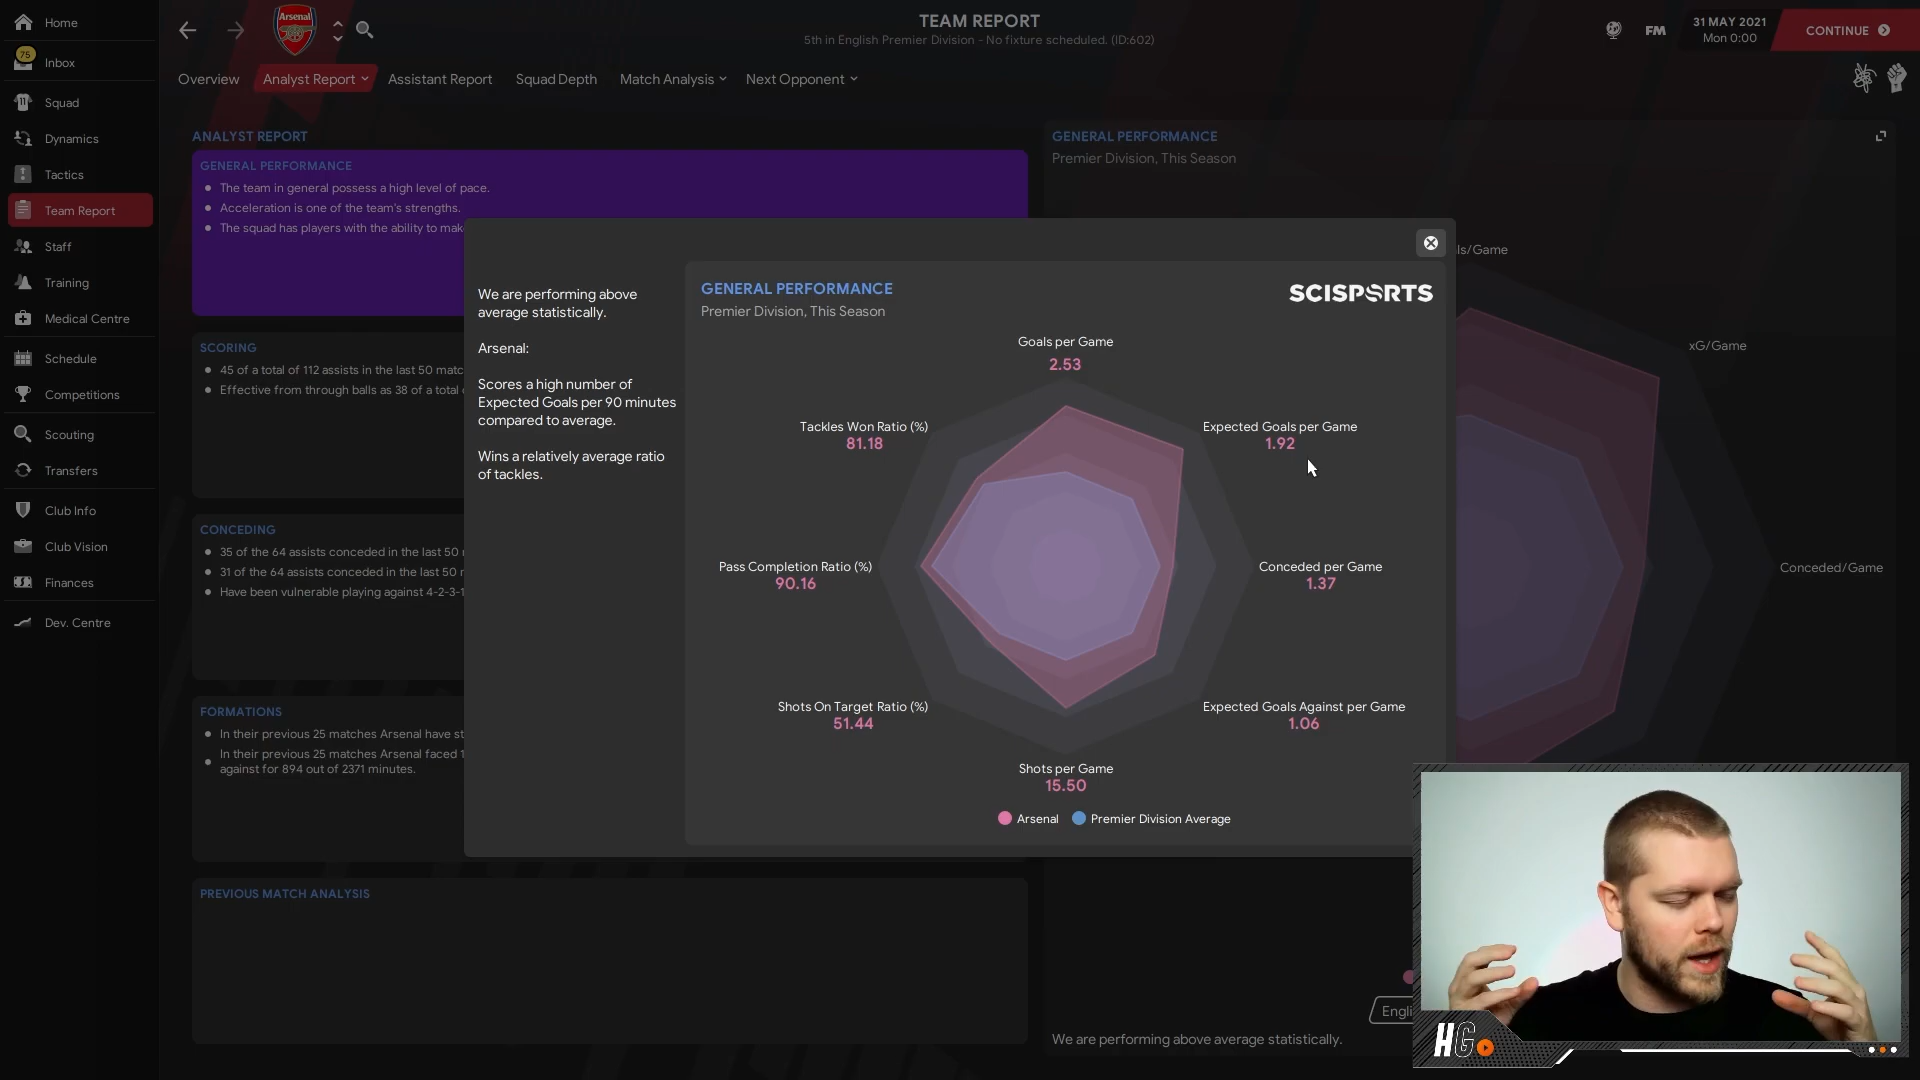 Home
75
Inbox
Squad
Dynamics
Tactics
Team Report
Staff
Training
Medical Centre
Schedule
Competitions
Scouting
Transfers
Club Info
Club Vision
Finances
Dev. Centre
Arsenal
TEAM REPORT
5th in English Premier Division - No fixture scheduled. (ID:602)
FM
31 MAY 2021
Mon 0:00
CONTINUE
Overview
Analyst Report
Assistant Report
Squad Depth
Match Analysis
Next Opponent
ANALYST REPORT
GENERAL PERFORMANCE
The team in general possess a high level of pace.
Acceleration is one of the team's strengths.
The squad has players with the ability to mak
SCORING
45 of a total of 112 assists in the last 50 matc
Effective from through balls as 38 of a total
CONCEDING
35 of the 64 assists conceded in the last 50
31 of the 64 assists conceded in the last 50
Have been vulnerable playing against 4-2-3-1
FORMATIONS
In their previous 25 matches Arsenal have st
In their previous 25 matches Arsenal faced 1
against for 894 out of 2371 minutes.
PREVIOUS MATCH ANALYSIS
We are performing above
average statistically.
Arsenal:
Scores a high number of
Expected Goals per 90 minutes
compared to average.
Wins a relatively average ratio
of tackles.
GENERAL PERFORMANCE
Premier Division, This Season
SCISPORTS
Goals per Game
2.53
Tackles Won Ratio (%)
81.18
Expected Goals per Game
1.92
Pass Completion Ratio (%)
90.16
Conceded per Game
1.37
Shots On Target Ratio (%)
51.44
Expected Goals Against per Game
1.06
Shots per Game
15.50
Arsenal
Premier Division Average
GENERAL PERFORMANCE
Premier Division, This Season
ls/Game
xG/Game
Conceded/Game
Engli
We are performing above average statistically.
HG